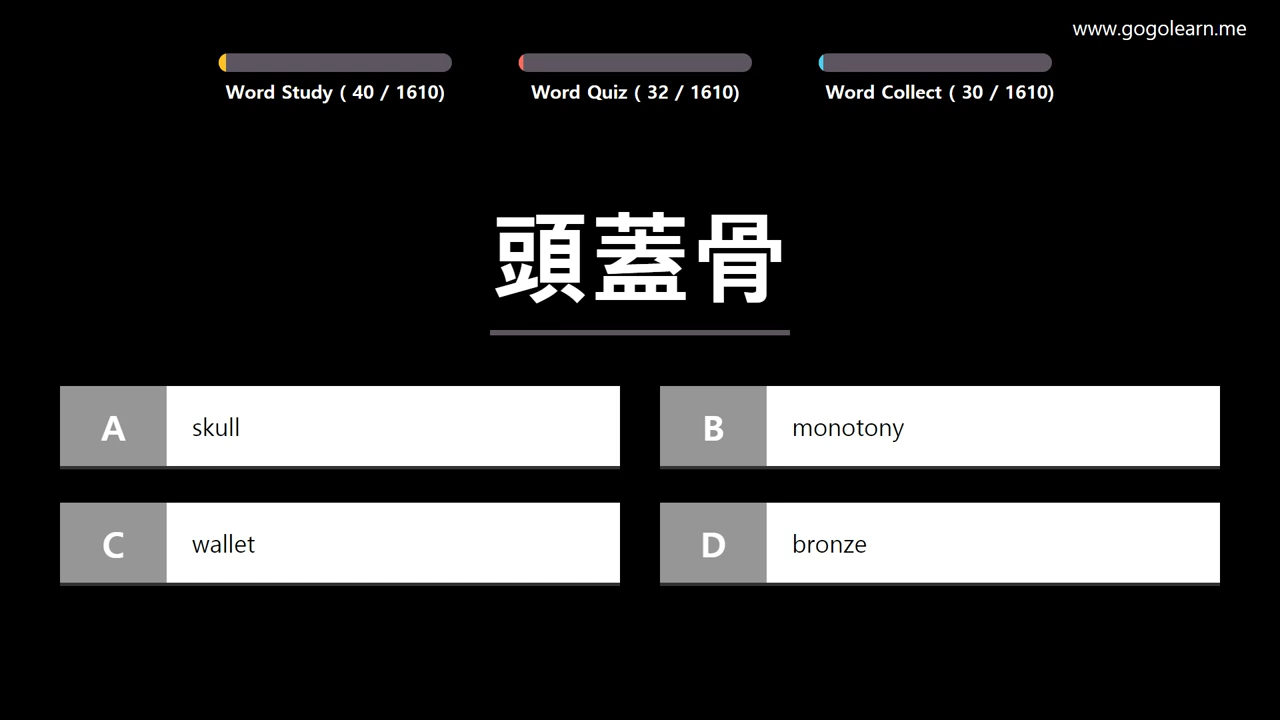 www.gogolearn.me
Word Study ( 40 / 1610)
Word Quiz ( 32 / 1610)
Word Collect ( 30 / 1610)
頭蓋骨
A skull
B monotony
C wallet
D bronze